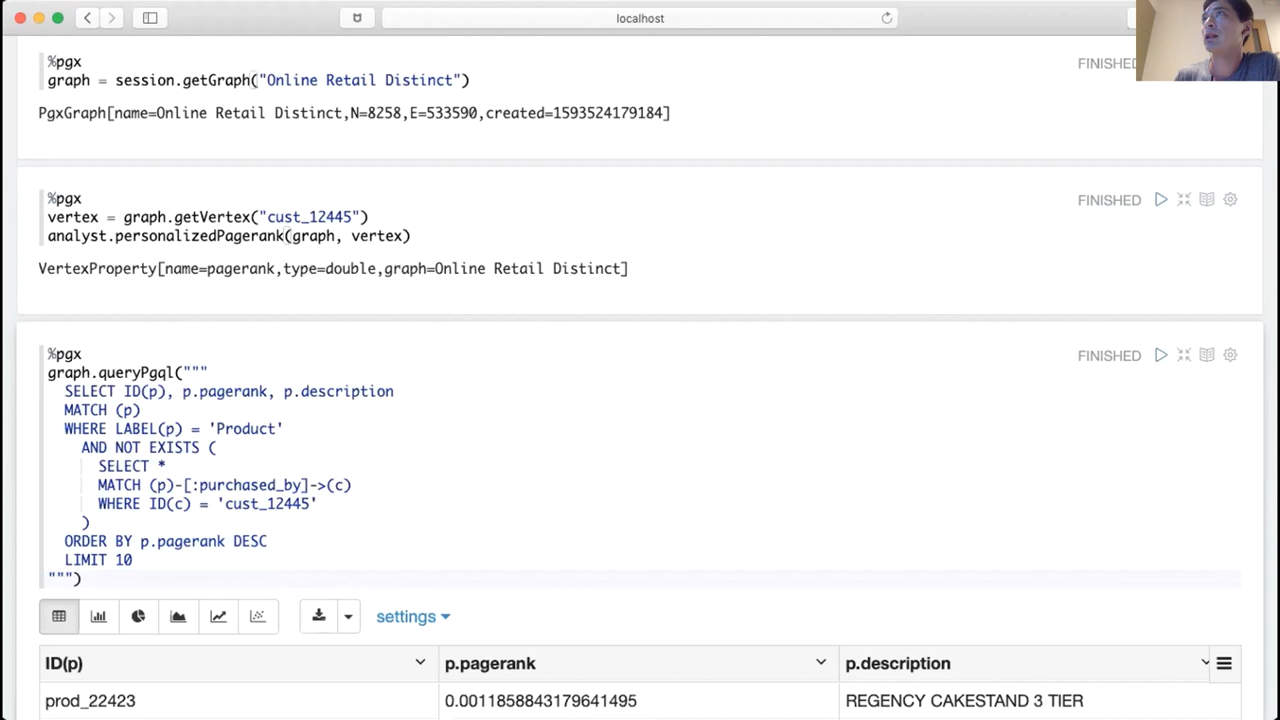 localhost
%pgx
graph = session.getGraph("Online Retail Distinct")
FINISHED
PgxGraph[name=Online Retail Distinct,N=8258,E=533590,created=1593524179184]
%pgx
vertex = graph.getVertex("cust_12445")
analyst.personalizedPagerank(graph, vertex)
FINISHED
VertexProperty[name=pagerank,type=double,graph=Online Retail Distinct]
%pgx
graph.queryPgql("""
SELECT ID(p), p.pagerank, p.description
MATCH (p)
WHERE LABEL(p) = 'Product'
AND NOT EXISTS (
SELECT *
MATCH (p)-[:purchased_by]->(c)
WHERE ID(c) = 'cust_12445'
)
ORDER BY p.pagerank DESC
LIMIT 10
""")
FINISHED
settings
ID(p) p.pagerank p.description
prod_22423 0.0011858843179641495 REGENCY CAKESTAND 3 TIER